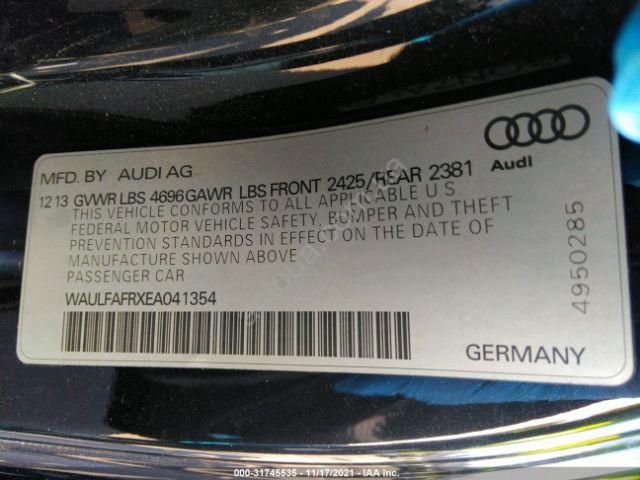 MFD. BY AUDI AG
12 13 GVWR LBS 4696 GAWR LBS FRONT 2425/REAR 2381
THIS VEHICLE CONFORMS TO ALL APPLICABLE U S
FEDERAL MOTOR VEHICLE SAFETY, BUMPER AND THEFT
PREVENTION STANDARDS IN EFFECT ON THE DATE OF
MANUFACTURE SHOWN ABOVE
PASSENGER CAR
WAULFAFRXEA041354
Audi
4950285
GERMANY
000-31745535 - 11/17/2021 - IAA Inc.